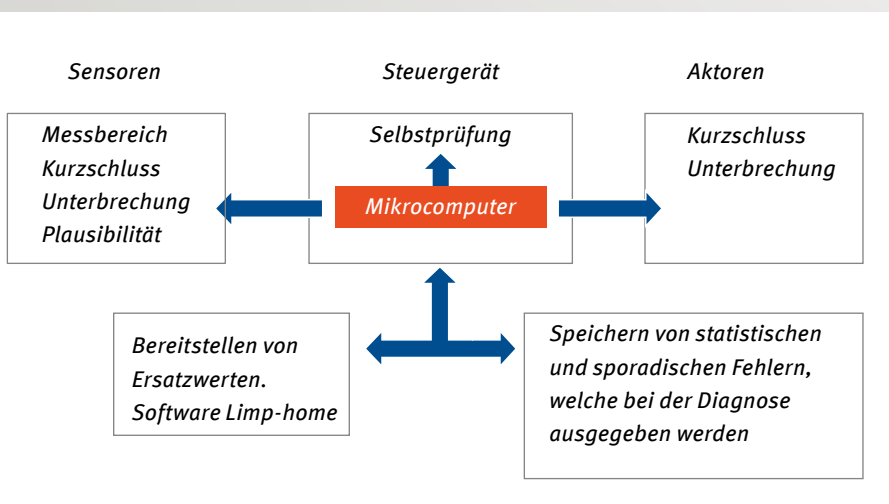 Sensoren
Steuergerät
Aktoren
Messbereich
Kurzschluss
Unterbrechung
Plausibilität
Selbstprüfung
Mikrocomputer
Kurzschluss
Unterbrechung
Bereitstellen von
Ersatzwerten.
Software Limp-home
Speichern von statistischen
und sporadischen Fehlern,
welche bei der Diagnose
ausgegeben werden